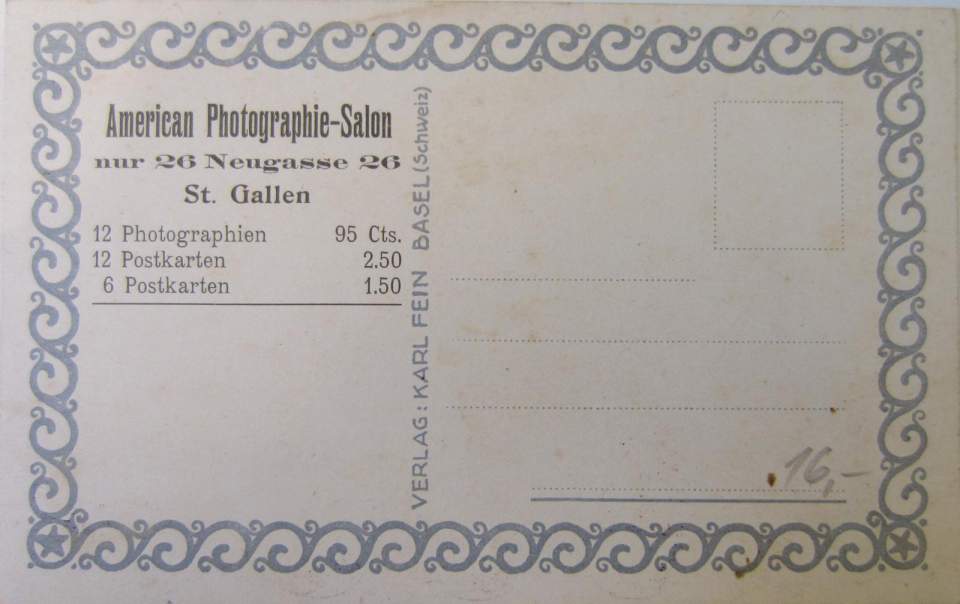 American Photographie-Salon
nur 26 Neugasse 26
St. Gallen
12 Photographien 95 Cts.
12 Postkarten 2.50
6 Postkarten 1.50
VERLAG: KARL FEIN BASEL (Schweiz)
16,-